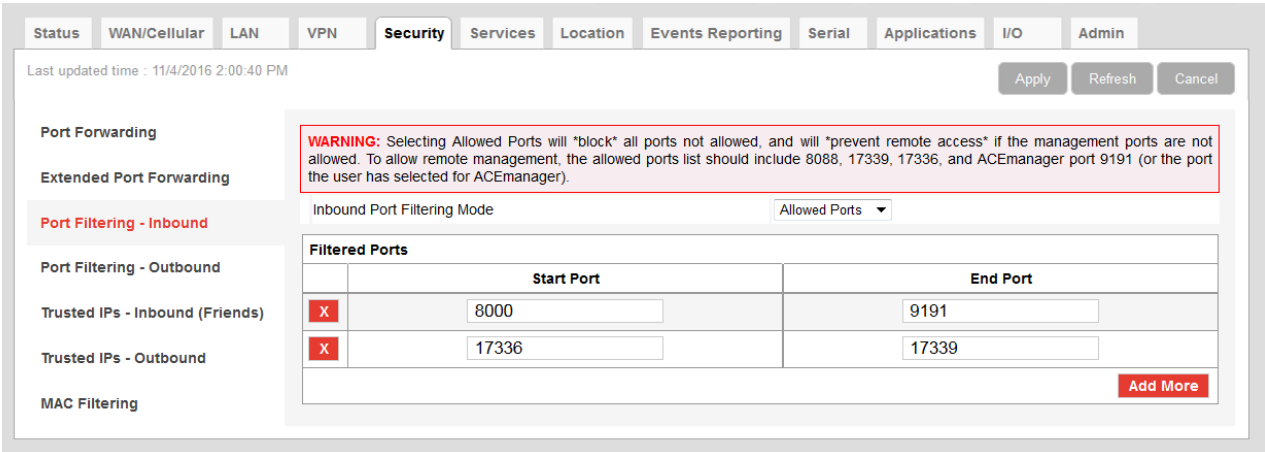 Status WAN/Cellular LAN VPN Security Services Location Events Reporting Serial Applications I/O Admin
Last updated time : 11/4/2016 2:00:40 PM
Apply Refresh Cancel
Port Forwarding
Extended Port Forwarding
Port Filtering - Inbound
Port Filtering - Outbound
Trusted IPs - Inbound (Friends)
Trusted IPs - Outbound
MAC Filtering
WARNING: Selecting Allowed Ports will *block* all ports not allowed, and will *prevent remote access* if the management ports are not
allowed. To allow remote management, the allowed ports list should include 8088, 17339, 17336, and ACEmanager port 9191 (or the port
the user has selected for ACEmanager).
Inbound Port Filtering Mode Allowed Ports
Filtered Ports
Start Port End Port
X 8000 9191
X 17336 17339
Add More